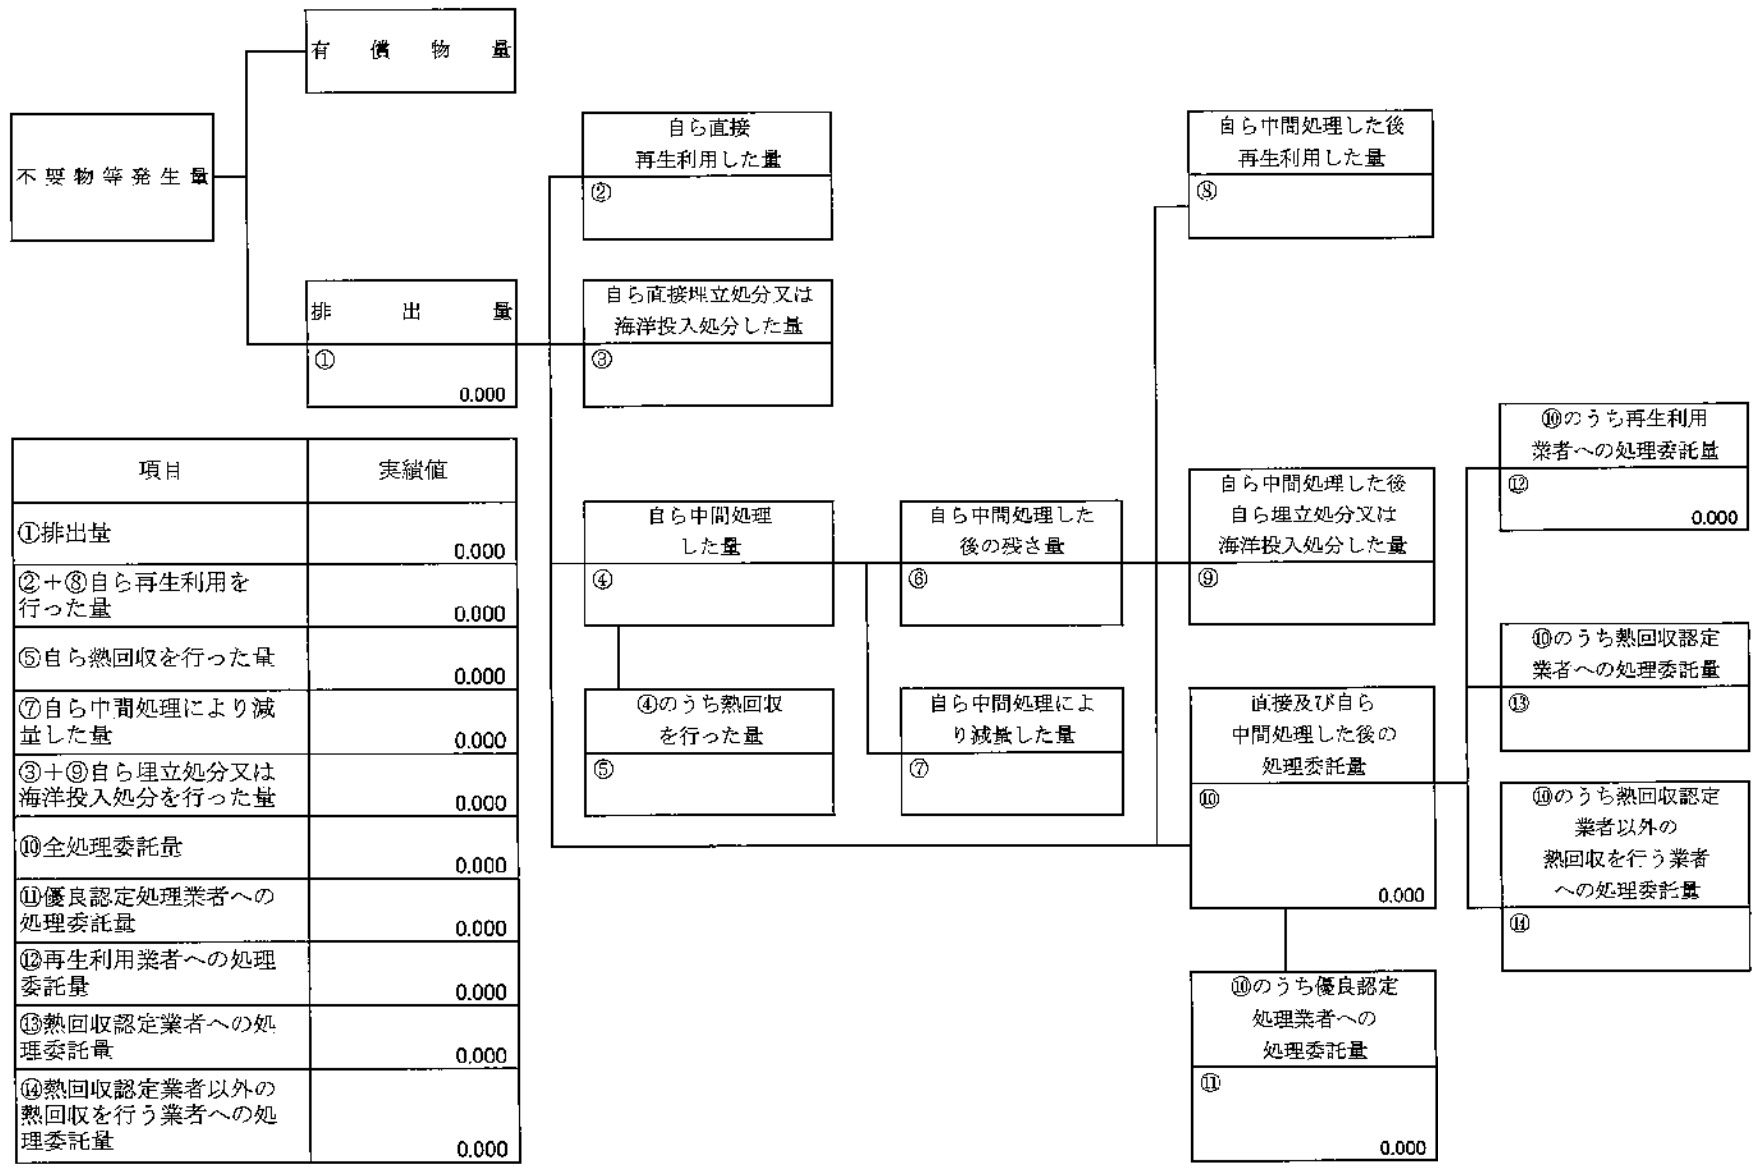 有償物量
不要物等発生量
排出量
①
0.000
自ら直接
再生利用した量
②
自ら直接埋立処分又は
海洋投入処分した量
③
自ら中間処理
した量
④
④のうち熱回収
を行った量
⑤
自ら中間処理した
後の残さ量
⑥
自ら中間処理によ
り減量した量
⑦
自ら中間処理した後
再生利用した量
⑧
自ら中間処理した後
自ら埋立処分又は
海洋投入処分した量
⑨
直接及び自ら
中間処理した後の
処理委託量
⑩
0.000
⑩のうち優良認定
処理業者への
処理委託量
⑪
0.000
⑩のうち再生利用
業者への処理委託量
⑫
0.000
⑩のうち熱回収認定
業者への処理委託量
⑬
⑩のうち熱回収認定
業者以外の
熱回収を行う業者
への処理委託量
⑭
項目
実績値
①排出量
0.000
②+⑧自ら再生利用を
行った量
0.000
⑤自ら熱回収を行った量
0.000
⑦自ら中間処理により減
量した量
0.000
③+⑨自ら埋立処分又は
海洋投入処分を行った量
0.000
⑩全処理委託量
0.000
⑪優良認定処理業者への
処理委託量
0.000
⑫再生利用業者への処理
委託量
0.000
⑬熱回収認定業者への処
理委託量
0.000
⑭熱回収認定業者以外の
熱回収を行う業者への処
理委託量
0.000